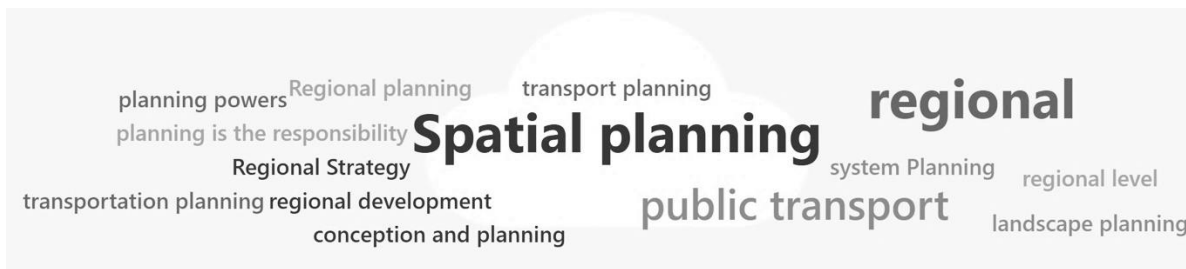 Regional planning
transport planning
planning powers
regional
planning is the responsibility
Spatial planning
Regional Strategy
system Planning
regional level
transportation planning
regional development
public transport
landscape planning
conception and planning